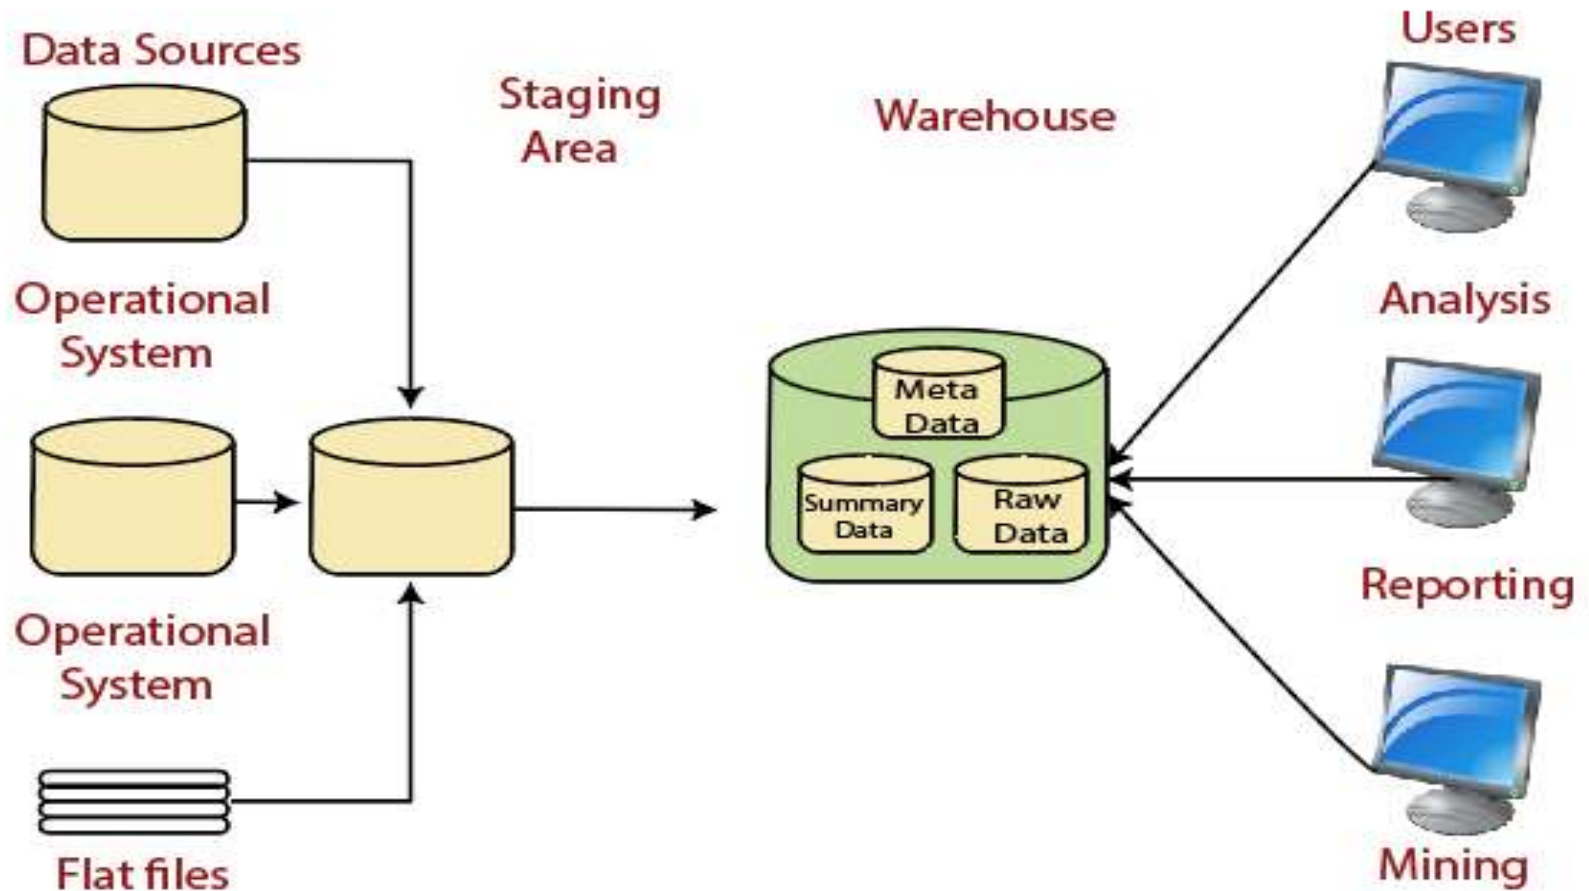 Data Sources
Operational
System
Operational
System
Flat files
Staging
Area
Warehouse
Meta
Data
Summary
Data
Raw
Data
Users
Analysis
Reporting
Mining